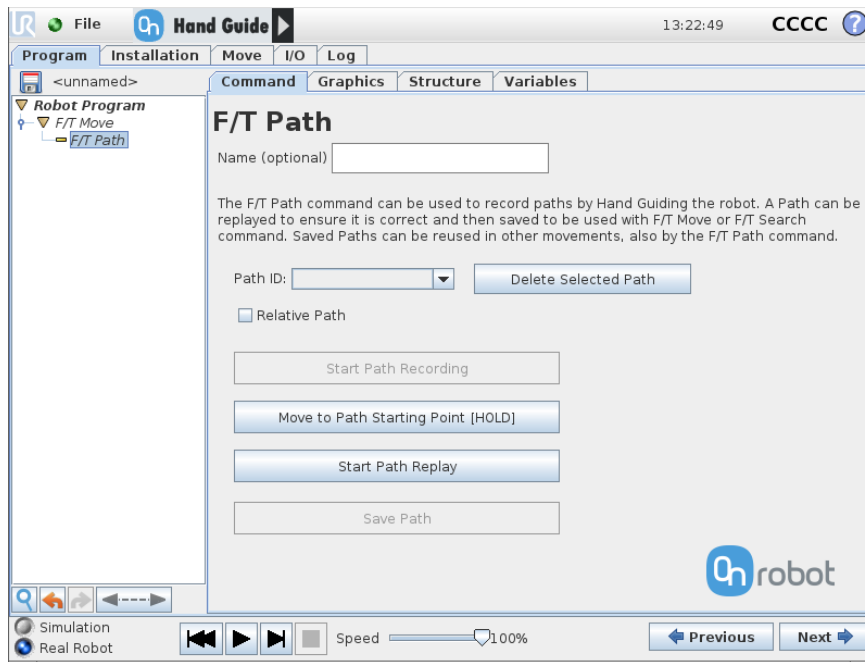 UR File On Hand Guide 13:22:49 CCCC ?
Program Installation Move I/O Log
<unnamed> Command Graphics Structure Variables
Robot Program
F/T Move
F/T Path
F/T Path
Name (optional)
The F/T Path command can be used to record paths by Hand Guiding the robot. A Path can be
replayed to ensure it is correct and then saved to be used with F/T Move or F/T Search
command. Saved Paths can be reused in other movements, also by the F/T Path command.
Path ID: Delete Selected Path
Relative Path
Start Path Recording
Move to Path Starting Point [HOLD]
Start Path Replay
Save Path
On robot
Simulation
Real Robot
Speed 100% Previous Next